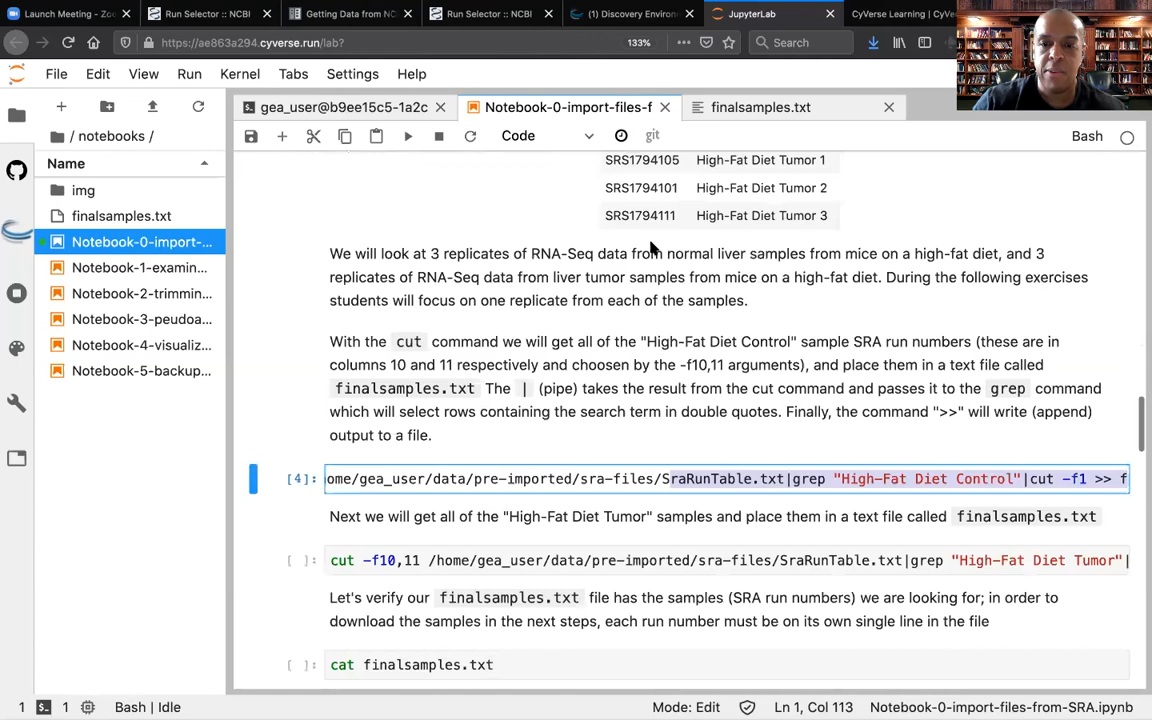 Launch Meeting - Zoo
Run Selector :: NCBI
Getting Data from NC
Run Selector :: NCBI
(1) Discovery Environ
JupyterLab
CyVerse Learning | CyV
https://ae863a294.cyverse.run/lab?
133%
Search
File Edit View Run Kernel Tabs Settings Help
gea_user@b9ee15c5-1a2c
Notebook-0-import-files-f
finalsamples.txt
/ notebooks /
Code
git
Bash
Name
img
finalsamples.txt
Notebook-0-import-...
Notebook-1-examin...
Notebook-2-trimmin...
Notebook-3-peudoa...
Notebook-4-visualiz...
Notebook-5-backup...
SRS1794105 High-Fat Diet Tumor 1
SRS1794101 High-Fat Diet Tumor 2
SRS1794111 High-Fat Diet Tumor 3
We will look at 3 replicates of RNA-Seq data from normal liver samples from mice on a high-fat diet, and 3
replicates of RNA-Seq data from liver tumor samples from mice on a high-fat diet. During the following exercises
students will focus on one replicate from each of the samples.
With the cut command we will get all of the "High-Fat Diet Control" sample SRA run numbers (these are in
columns 10 and 11 respectively and choosen by the -f10,11 arguments), and place them in a text file called
finalsamples.txt The | (pipe) takes the result from the cut command and passes it to the grep command
which will select rows containing the search term in double quotes. Finally, the command ">>" will write (append)
output to a file.
[4]: ome/gea_user/data/pre-imported/sra-files/SraRunTable.txt|grep "High-Fat Diet Control"|cut -f1 >> f
Next we will get all of the "High-Fat Diet Tumor" samples and place them in a text file called finalsamples.txt
[ ]: cut -f10,11 /home/gea_user/data/pre-imported/sra-files/SraRunTable.txt|grep "High-Fat Diet Tumor"|
Let's verify our finalsamples.txt file has the samples (SRA run numbers) we are looking for; in order to
download the samples in the next steps, each run number must be on its own single line in the file
[ ]: cat finalsamples.txt
1 1 Bash | Idle
Mode: Edit Ln 1, Col 113 Notebook-0-import-files-from-SRA.ipynb